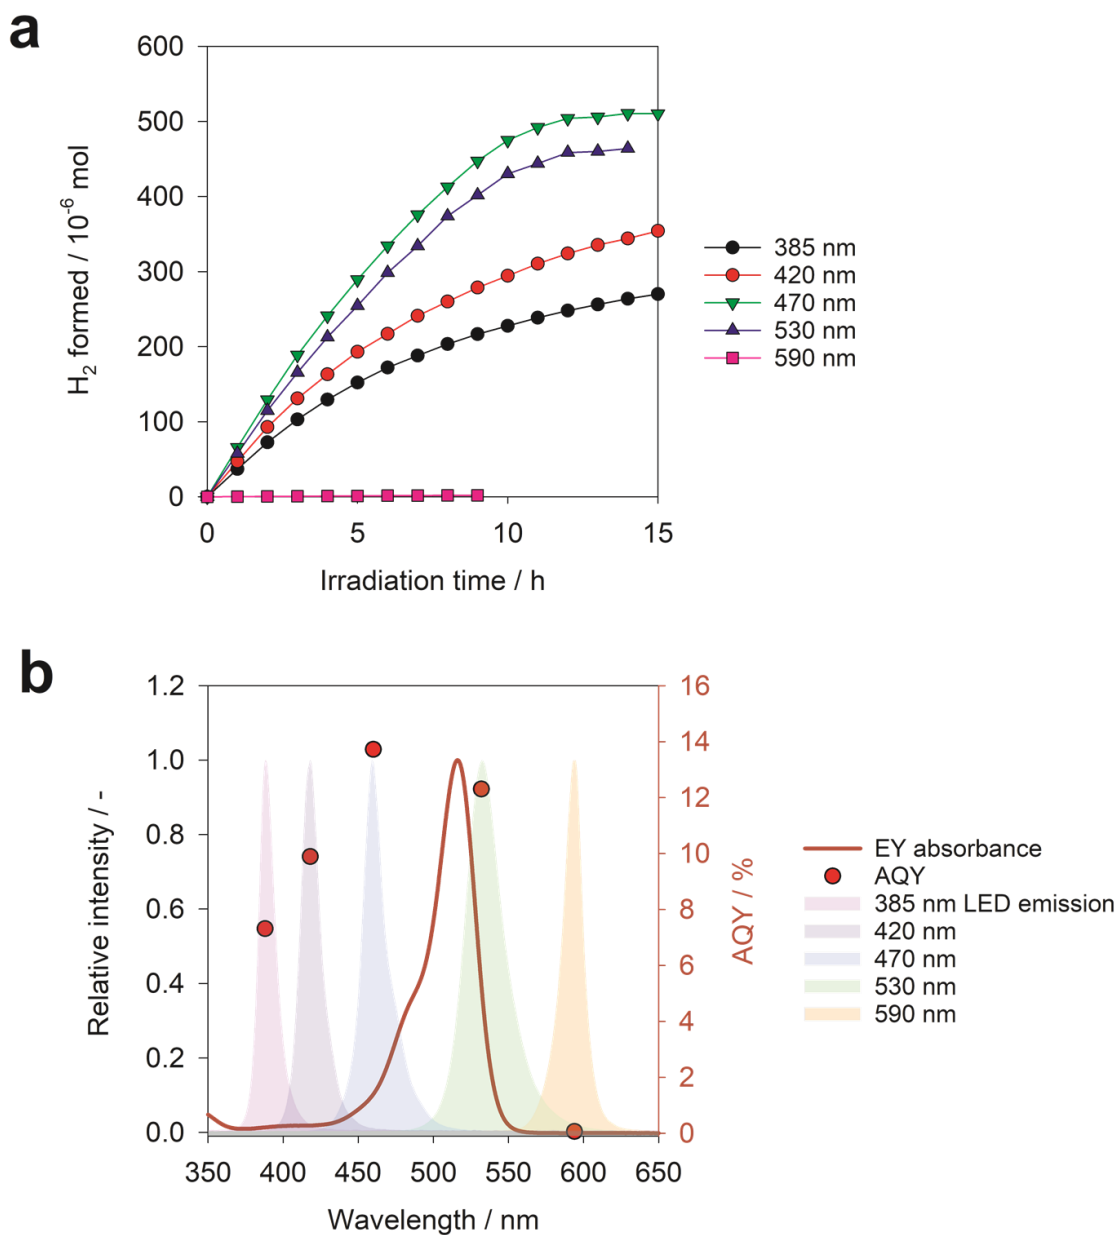 a
600
500
400
300
200
100
0
H₂ formed / 10⁻⁶ mol
0 5 10 15
Irradiation time / h
385 nm
420 nm
470 nm
530 nm
590 nm
b
1.2
1.0
0.8
0.6
0.4
0.2
0.0
Relative intensity / -
16
14
12
10
8
6
4
2
0
AQY / %
350 400 450 500 550 600 650
Wavelength / nm
EY absorbance
AQY
385 nm LED emission
420 nm
470 nm
530 nm
590 nm